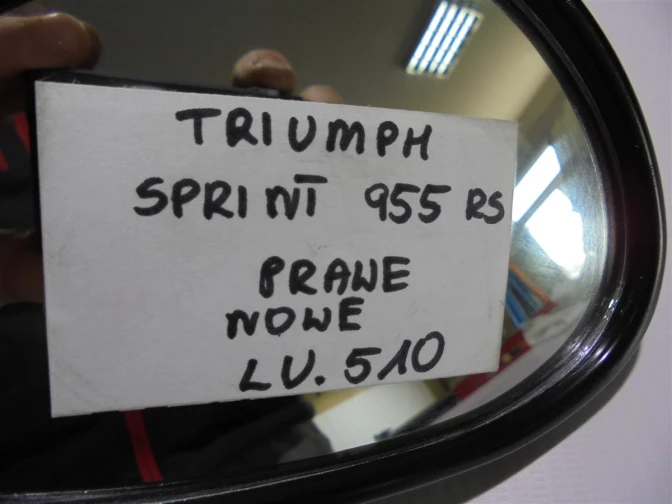 TRIUMPH
SPRINT 955 RS
PRAWE
NOWE
LU.510